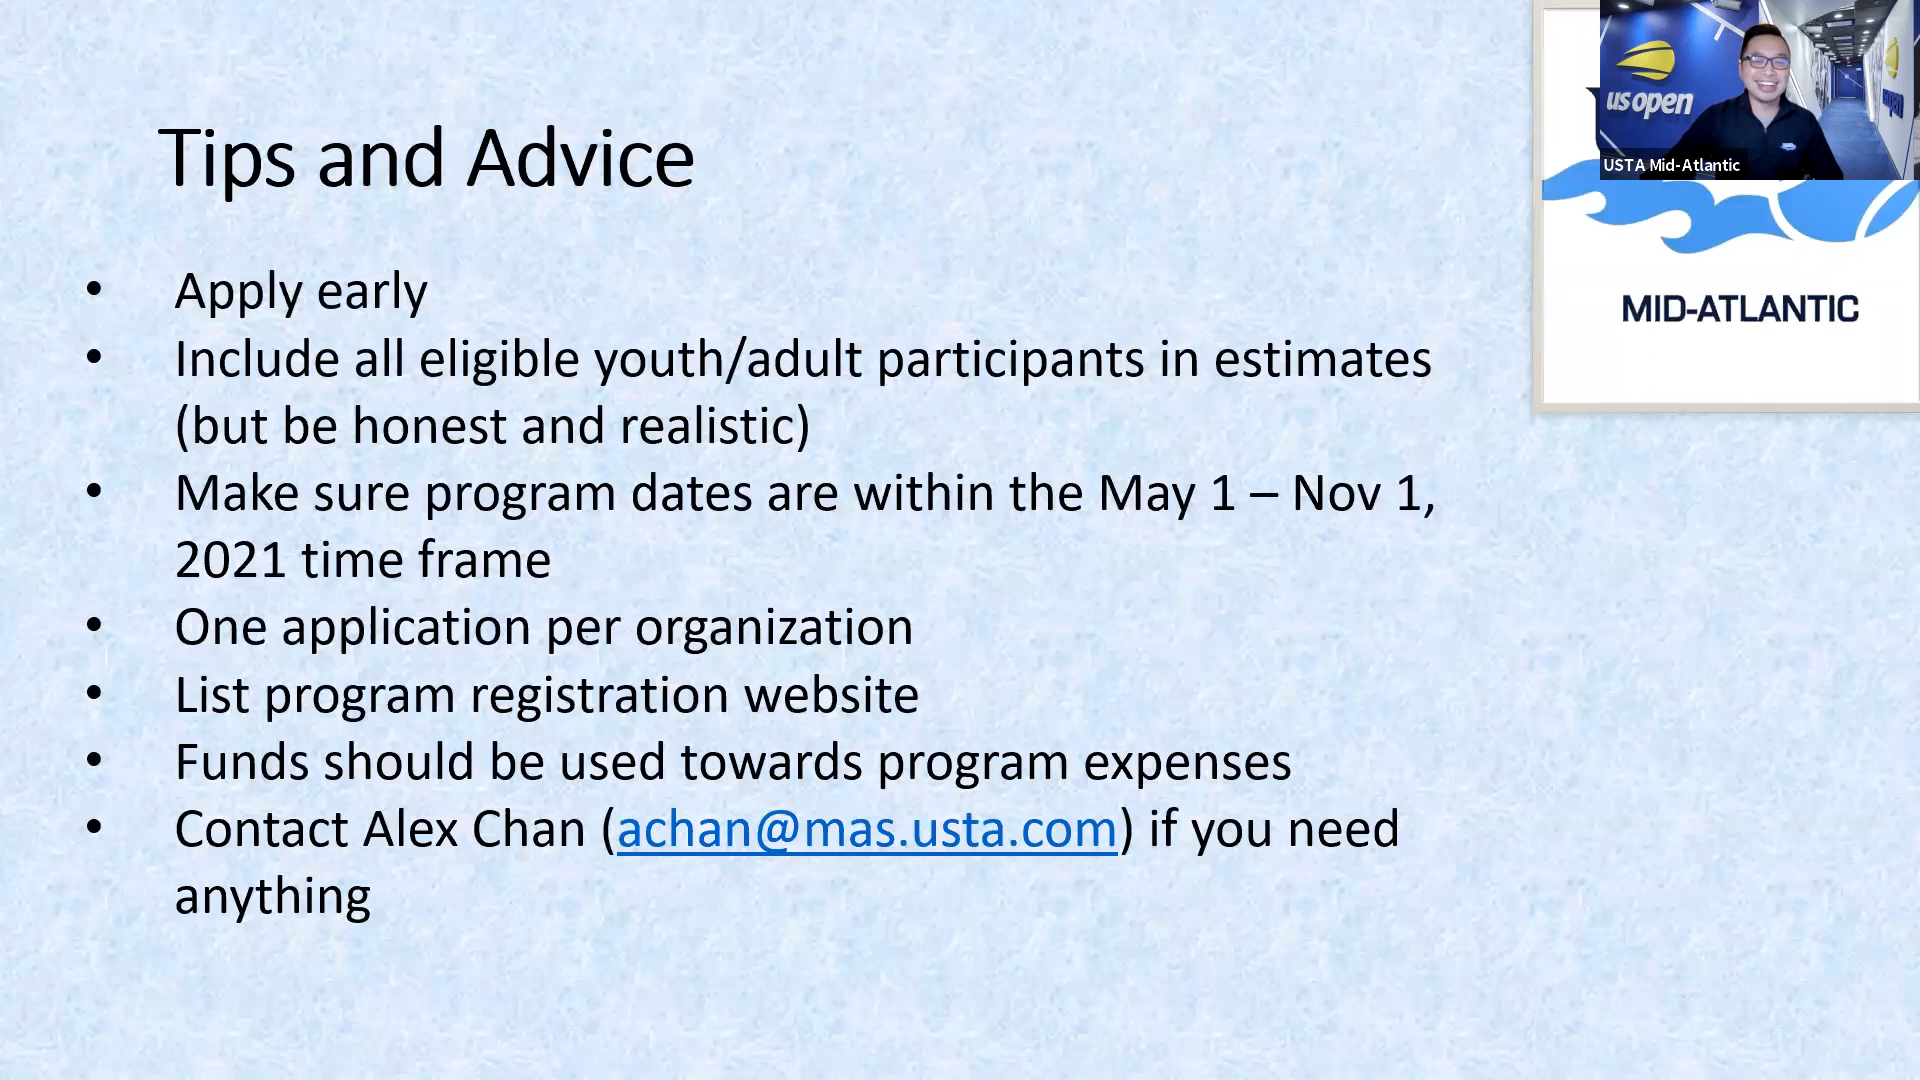 Tips and Advice
• Apply early
• Include all eligible youth/adult participants in estimates
(but be honest and realistic)
• Make sure program dates are within the May 1 – Nov 1,
2021 time frame
• One application per organization
• List program registration website
• Funds should be used towards program expenses
• Contact Alex Chan (achan@mas.usta.com) if you need
anything
us open
USTA Mid-Atlantic
MID-ATLANTIC